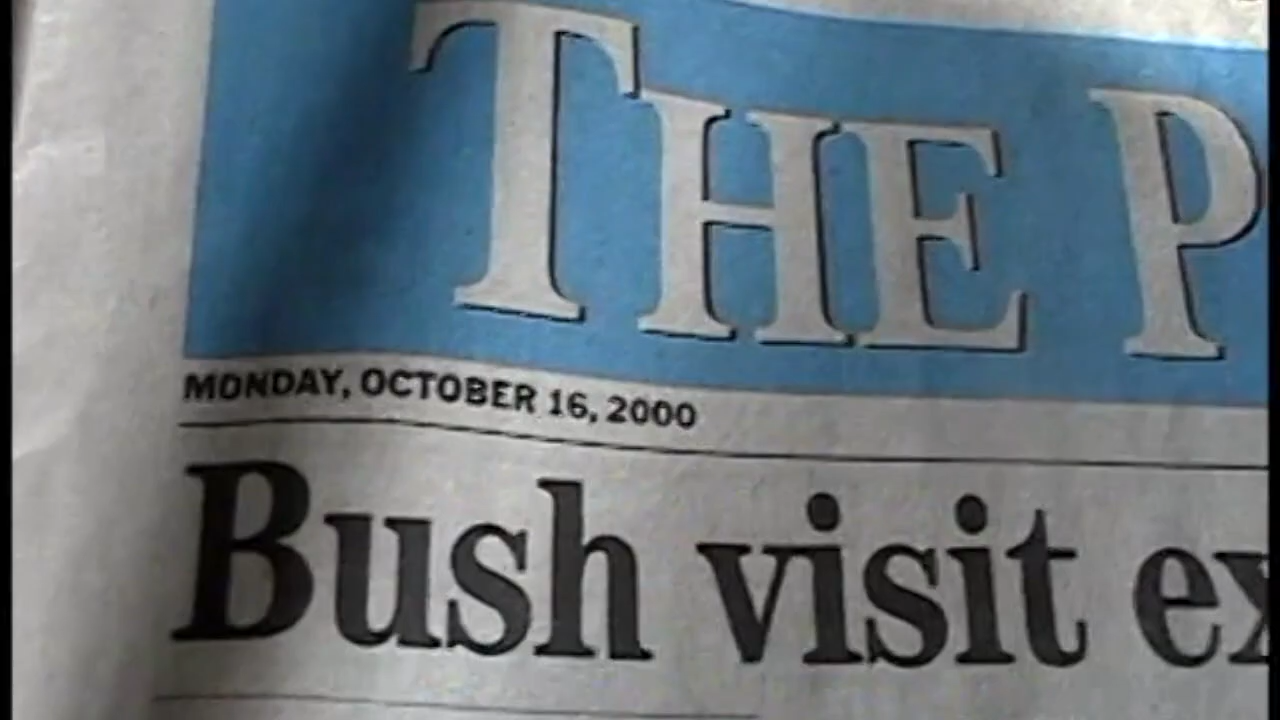 THE P
MONDAY, OCTOBER 16, 2000
Bush visit ex